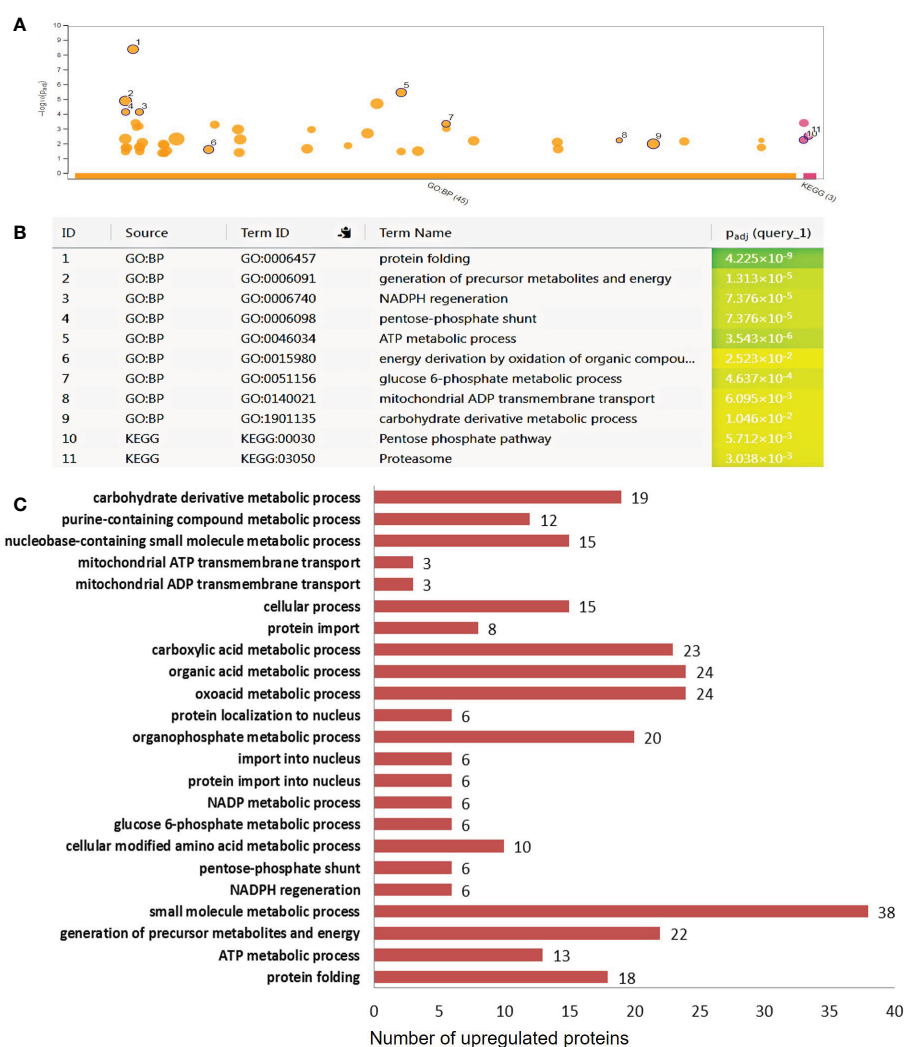 A
10
9
8
7
6
5
4
3
2
1
0
-log10(padj)
1
2
4
3
6
5
7
8
9
10
11
GO:BP (45)
KEGG (3)
B
ID Source Term ID Term Name padj (query_1)
1 GO:BP GO:0006457 protein folding 4.225×10-9
2 GO:BP GO:0006091 generation of precursor metabolites and energy 1.313×10-5
3 GO:BP GO:0006740 NADPH regeneration 7.376×10-5
4 GO:BP GO:0006098 pentose-phosphate shunt 7.376×10-5
5 GO:BP GO:0046034 ATP metabolic process 3.543×10-6
6 GO:BP GO:0015980 energy derivation by oxidation of organic compou... 2.523×10-2
7 GO:BP GO:0051156 glucose 6-phosphate metabolic process 4.637×10-4
8 GO:BP GO:0140021 mitochondrial ADP transmembrane transport 6.095×10-3
9 GO:BP GO:1901135 carbohydrate derivative metabolic process 1.046×10-2
10 KEGG KEGG:00030 Pentose phosphate pathway 5.712×10-3
11 KEGG KEGG:03050 Proteasome 3.038×10-3
C
carbohydrate derivative metabolic process 19
purine-containing compound metabolic process 12
nucleobase-containing small molecule metabolic process 15
mitochondrial ATP transmembrane transport 3
mitochondrial ADP transmembrane transport 3
cellular process 15
protein import 8
carboxylic acid metabolic process 23
organic acid metabolic process 24
oxoacid metabolic process 24
protein localization to nucleus 6
organophosphate metabolic process 20
import into nucleus 6
protein import into nucleus 6
NADP metabolic process 6
glucose 6-phosphate metabolic process 6
cellular modified amino acid metabolic process 10
pentose-phosphate shunt 6
NADPH regeneration 6
small molecule metabolic process 38
generation of precursor metabolites and energy 22
ATP metabolic process 13
protein folding 18
0 5 10 15 20 25 30 35 40
Number of upregulated proteins